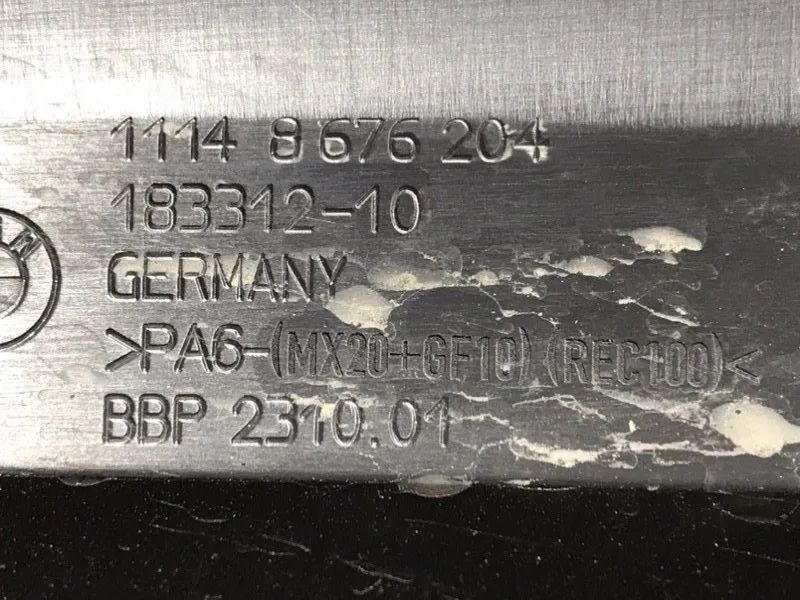 1114 8 676 204
183312-10
GERMANY
>PA6-(MX20+GF10)(REC100)<
BBP 2310.01